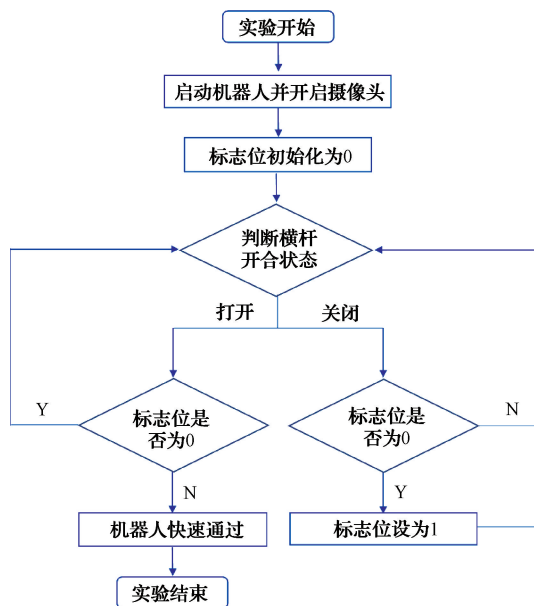 实验开始
启动机器人并开启摄像头
标志位初始化为0
判断横杆
开合状态
打开
关闭
Y
标志位是
否为0
标志位是
否为0
N
N
Y
机器人快速通过
标志位设为1
实验结束